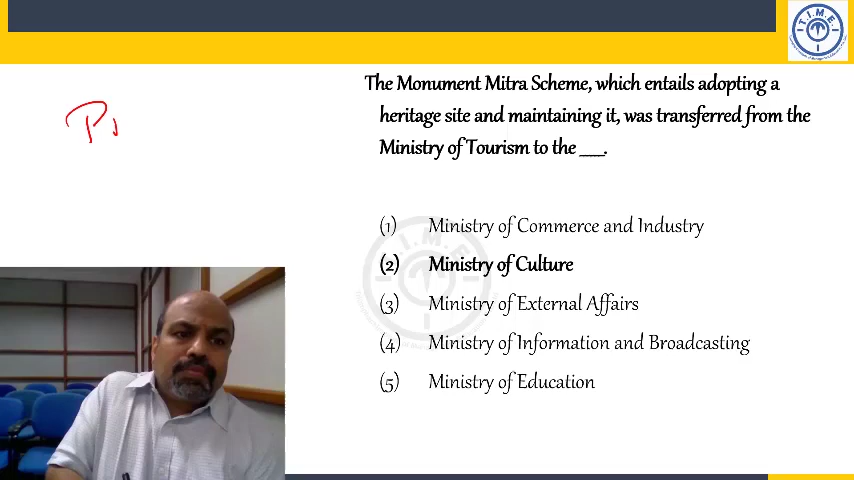 T.I.M.E.
The Monument Mitra Scheme, which entails adopting a
heritage site and maintaining it, was transferred from the
Ministry of Tourism to the ___.
(1) Ministry of Commerce and Industry
(2) Ministry of Culture
(3) Ministry of External Affairs
(4) Ministry of Information and Broadcasting
(5) Ministry of Education